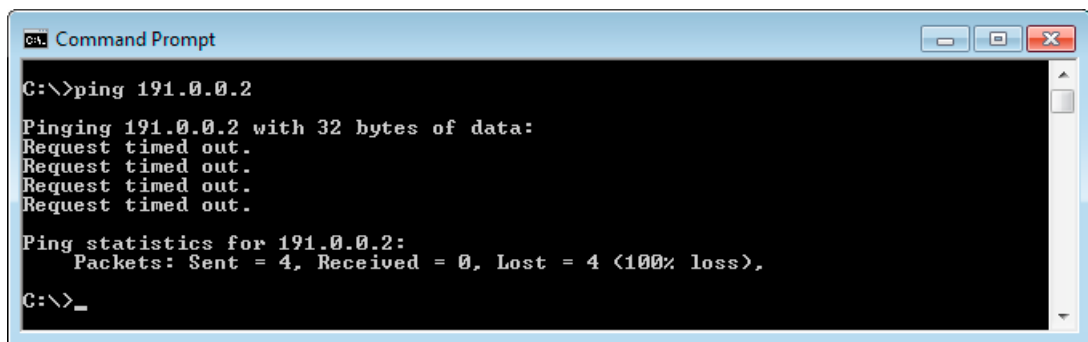 Command Prompt
C:\>ping 191.0.0.2
Pinging 191.0.0.2 with 32 bytes of data:
Request timed out.
Request timed out.
Request timed out.
Request timed out.
Ping statistics for 191.0.0.2:
    Packets: Sent = 4, Received = 0, Lost = 4 (100% loss),
C:\>_